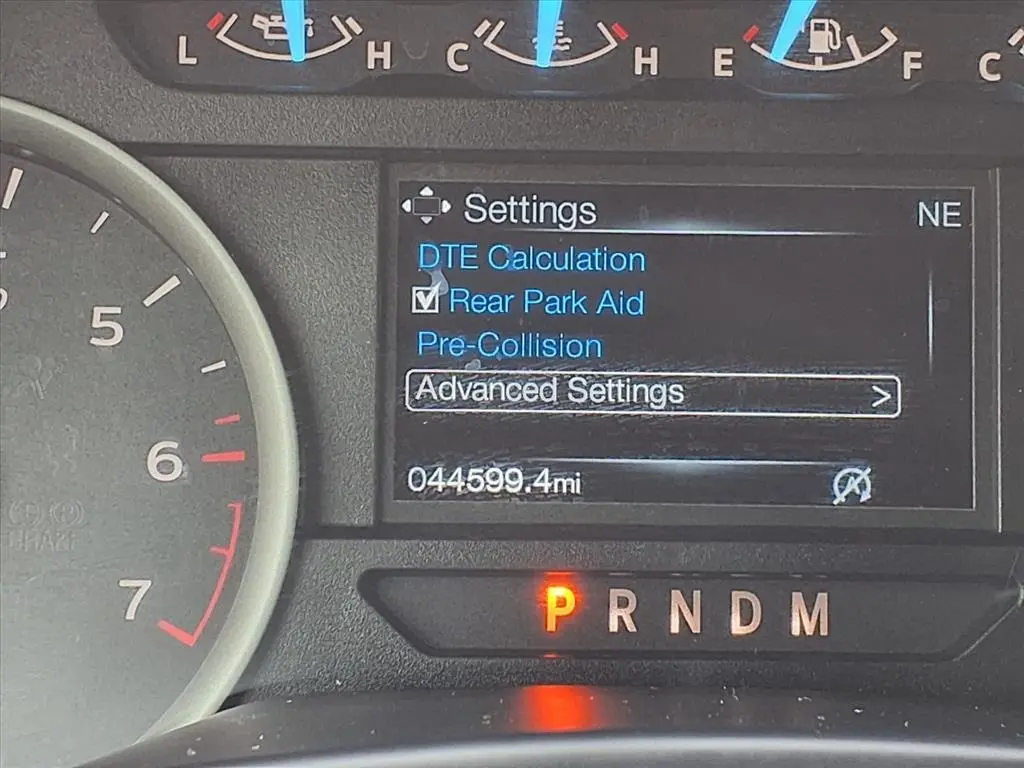 L H C H E F C
Settings NE
DTE Calculation
Rear Park Aid
Pre-Collision
Advanced Settings >
044599.4mi
5
6
7
P R N D M